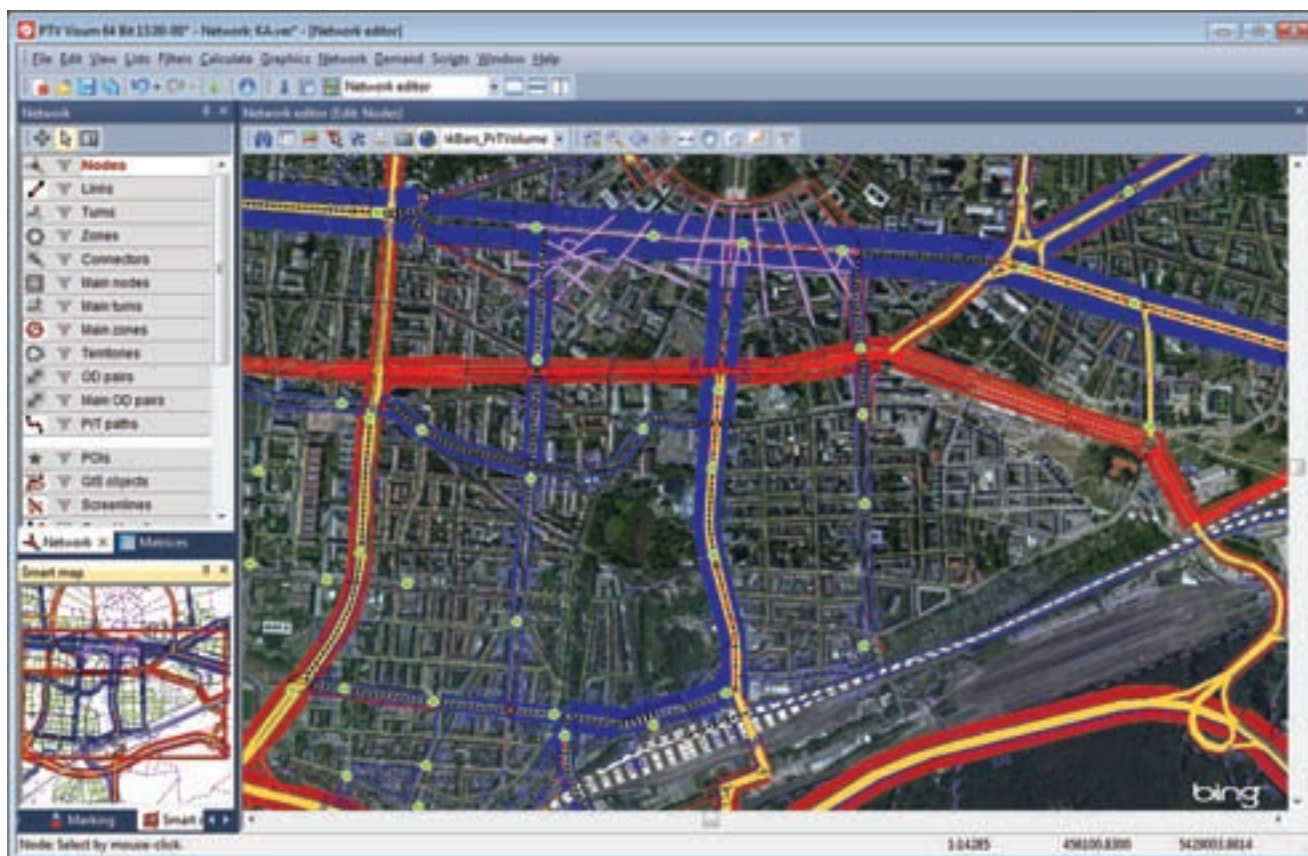 PTV Visum 64 Bit 13.00-00* - Network: KA.ver* - [Network editor]
File Edit View Lists Filters Calculate Graphics Network Demand Scripts Window Help
Network editor
Network
Network editor (Edit: Nodes)
Nodes
Links
Turns
Zones
Connectors
Main nodes
Main turns
Main zones
Territories
OD pairs
Main OD pairs
PrT paths
POIs
GIS objects
Screenlines
Network
Matrices
Smart map
bing
Marking
Smart
Node: Select by mouse-click.